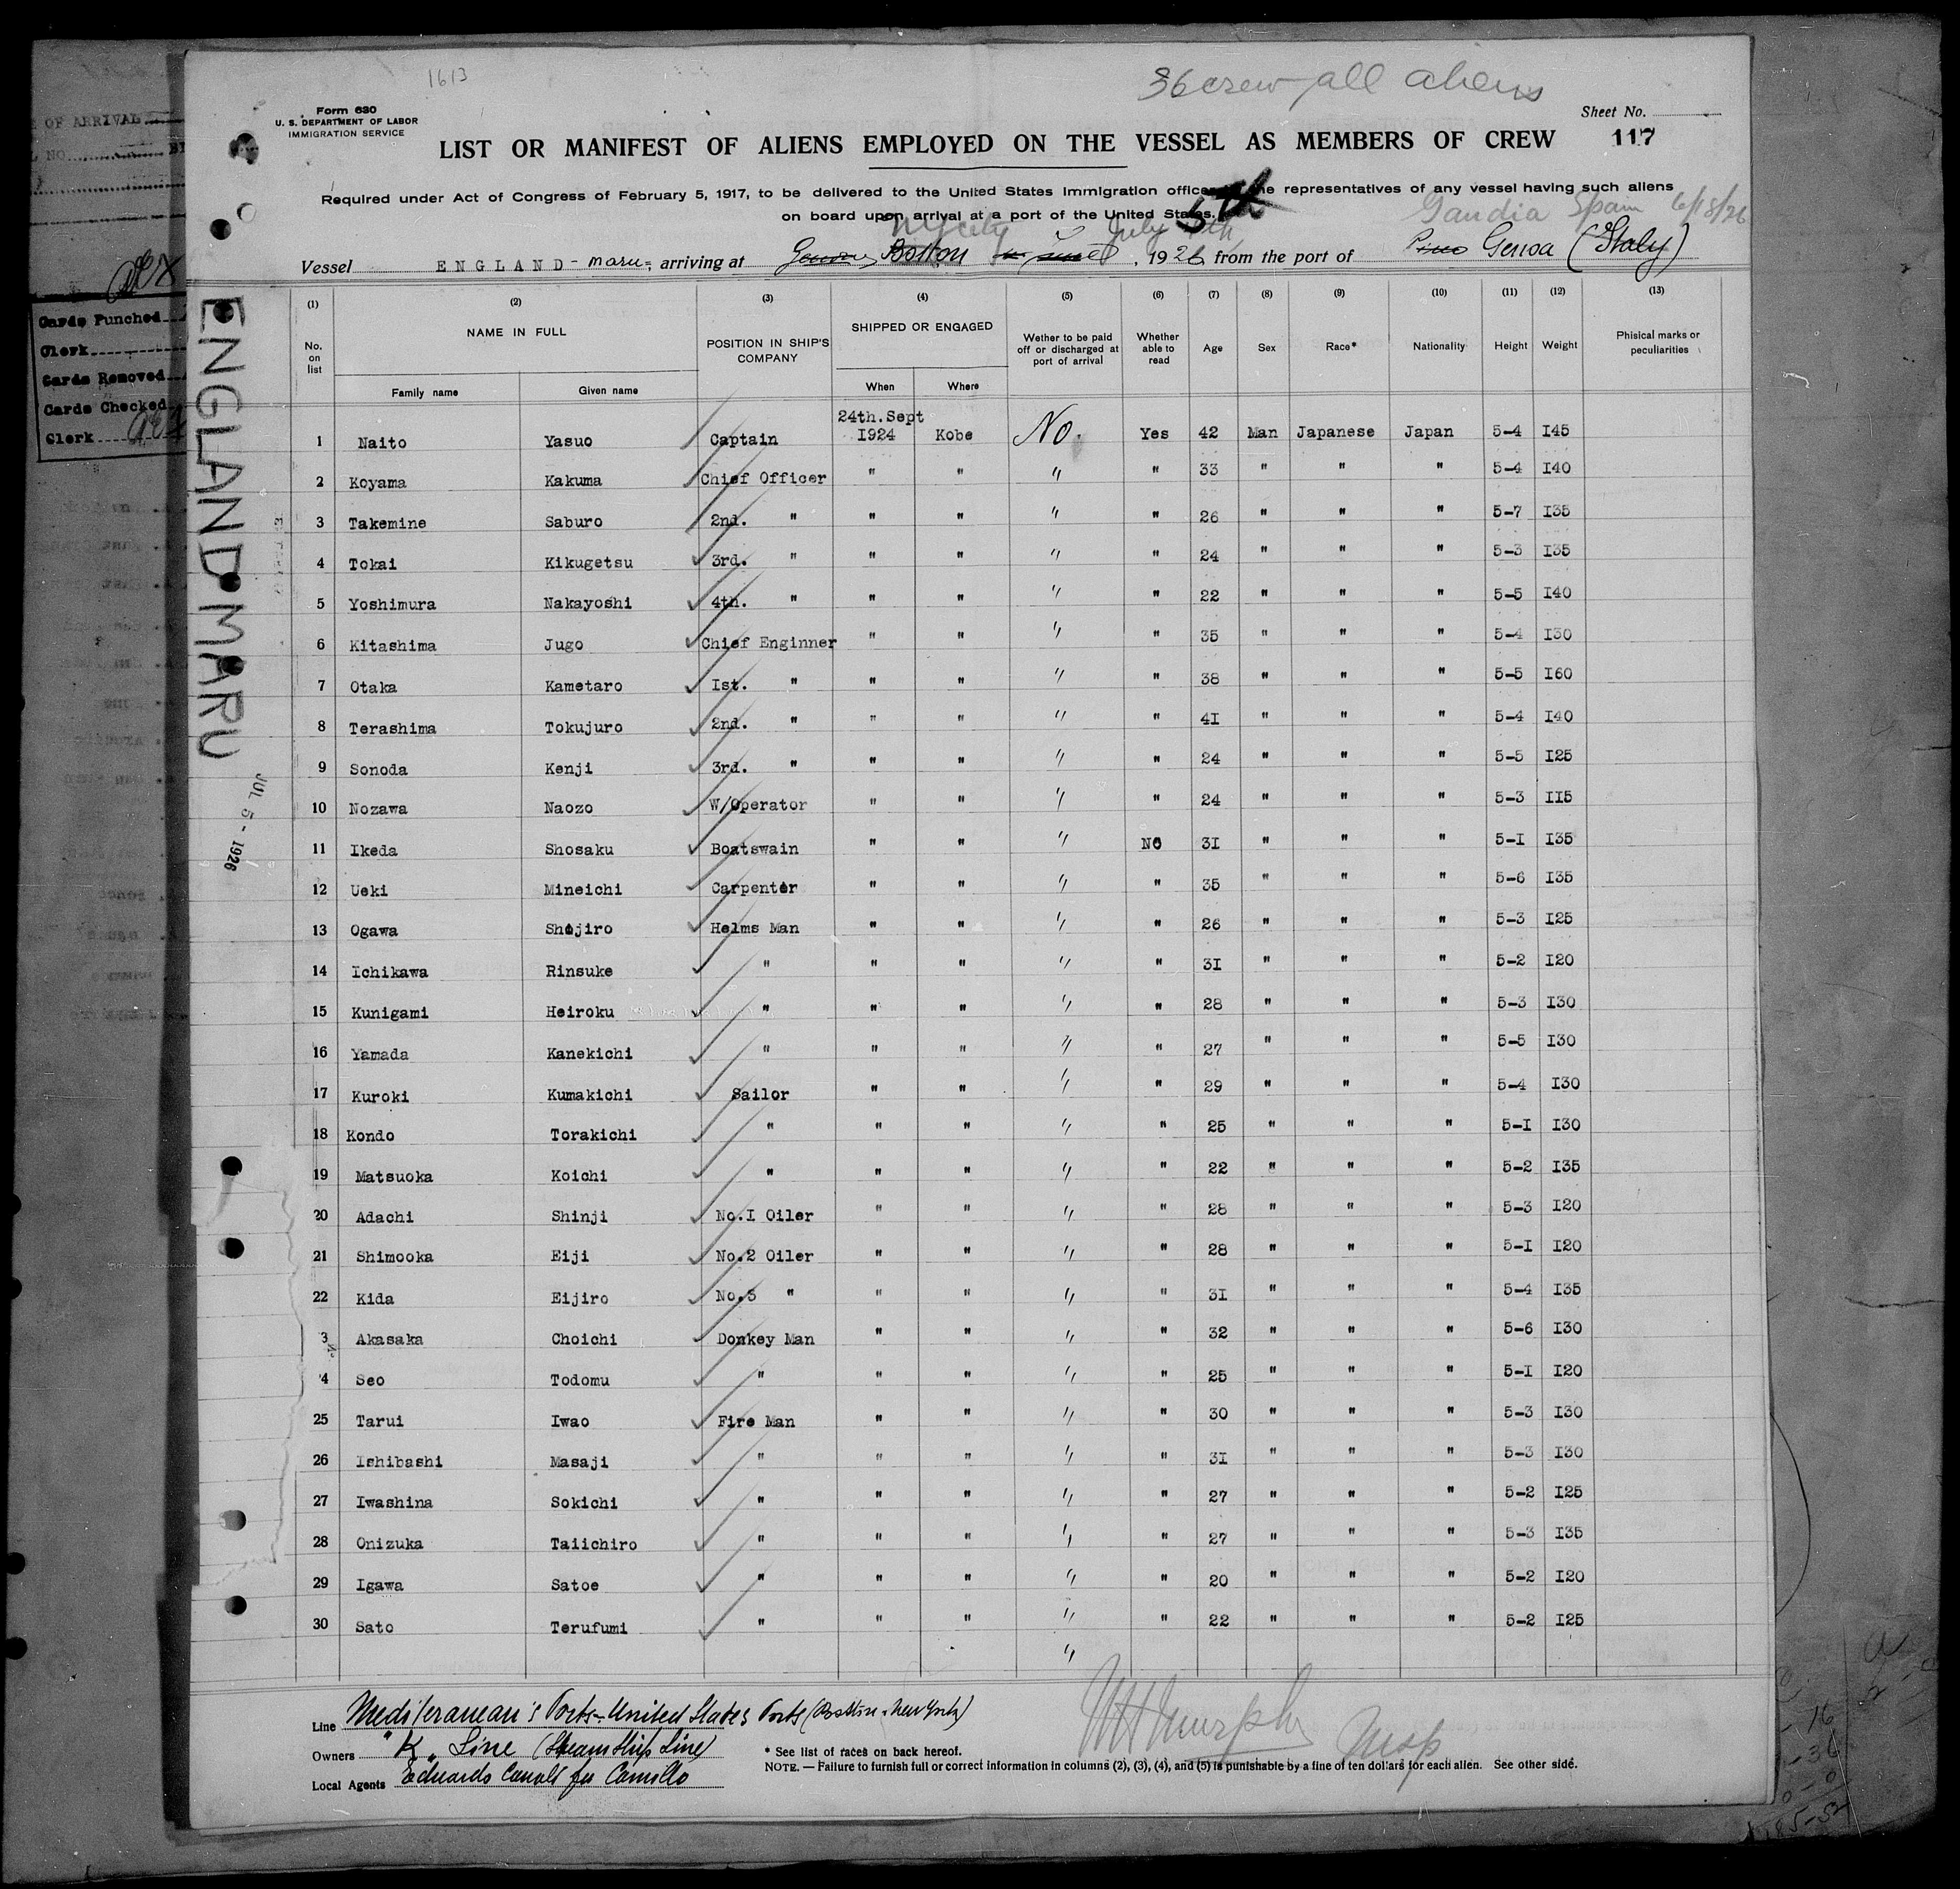 1613
36 crew all aliens
Form 630
U. S. DEPARTMENT OF LABOR
IMMIGRATION SERVICE
Sheet No.
117
LIST OR MANIFEST OF ALIENS EMPLOYED ON THE VESSEL AS MEMBERS OF CREW
Required under Act of Congress of February 5, 1917, to be delivered to the United States immigration officer the representatives of any vessel having such aliens
on board upon arrival at a port of the United States.
5th
Gandia Spain 6/18/26
NYCity July
Vessel ENGLAND-maru-, arriving at Boston , 1926 from the port of Genoa (Italy)
(1) (2) (3) (4) (5) (6) (7) (8) (9) (10) (11) (12) (13)
No. on list NAME IN FULL POSITION IN SHIP'S COMPANY SHIPPED OR ENGAGED Wether to be paid off or discharged at port of arrival Whether able to read Age Sex Race* Nationality Height Weight Phisical marks or peculiarities
Family name Given name When Where
24th.Sept
1 Naito Yasuo Captain I924 Kobe No. Yes 42 Man Japanese Japan 5-4 I45
2 Koyama Kakuma Chief Officer " " " " 33 " " " 5-4 I40
3 Takemine Saburo 2nd. " " " " " 26 " " " 5-7 I35
4 Tokai Kikugetsu 3rd. " " " " " 24 " " " 5-3 I35
5 Yoshimura Nakayoshi 4th. " " " " " 22 " " " 5-5 I40
6 Kitashima Jugo Chief Enginner " " " " 35 " " " 5-4 I30
7 Otaka Kametaro Ist. " " " " " 38 " " " 5-5 I60
8 Terashima Tokujuro 2nd. " " " " " 4I " " " 5-4 I40
9 Sonoda Kenji 3rd. " " " " " 24 " " " 5-5 I25
10 Nozawa Naozo W/Operator " " " " 24 " " " 5-3 II5
11 Ikeda Shosaku Boatswain " " " No 3I " " " 5-I I35
12 Ueki Mineichi Carpenter " " " " 35 " " " 5-6 I35
13 Ogawa Shojiro Helms Man " " " " 26 " " " 5-3 I25
14 Ichikawa Rinsuke " " " " " 3I " " " 5-2 I20
15 Kunigami Heiroku " " " " " 28 " " " 5-3 I30
16 Yamada Kanekichi " " " " " 27 " " " 5-5 I30
17 Kuroki Kumakichi Sailor " " " " 29 " " " 5-4 I30
18 Kondo Torakichi " " " " " 25 " " " 5-I I30
19 Matsuoka Koichi " " " " " 22 " " " 5-2 I35
20 Adachi Shinji No.I Oiler " " " " 28 " " " 5-3 I20
21 Shimooka Eiji No.2 Oiler " " " " 28 " " " 5-I I20
22 Kida Eijiro No.3 " " " " " 3I " " " 5-4 I35
3 Akasaka Choichi Donkey Man " " " " 32 " " " 5-6 I30
4 Seo Todomu " " " " " 25 " " " 5-I I20
25 Tarui Iwao Fire Man " " " " 30 " " " 5-3 I30
26 Ishibashi Masaji " " " " " 3I " " " 5-3 I30
27 Iwashina Sokichi " " " " " 27 " " " 5-2 I25
28 Onizuka Taiichiro " " " " " 27 " " " 5-3 I35
29 Igawa Satoe " " " " " 20 " " " 5-2 I20
30 Sato Terufumi " " " " " 22 " " " 5-2 I25
"
ENGLAND MARU
JUL 5 - 1926
OF ARRIVAL
Cards Punched
Clerk
Cards Removed
Cards Checked
Clerk
Line Mediteranean's Ports-United States Ports (Boston-New York)
Owners "K" Line (Steam Ship Line)
Local Agents Eduardo Canals fu Camillo
* See list of races on back hereof.
NOTE. — Failure to furnish full or correct information in columns (2), (3), (4), and (5) is punishable by a fine of ten dollars for each alien. See other side.